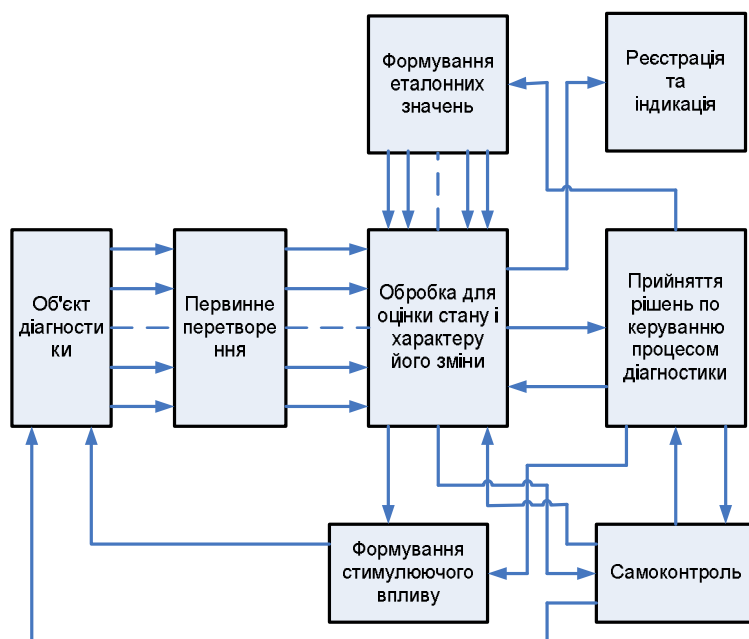 Формування
еталонних
значень
Реєстрація
та
індикація
Об'єкт
діагности
ки
Первинне
перетворе
ння
Обробка для
оцінки стану і
характеру
його зміни
Прийняття
рішень по
керуванню
процесом
діагностики
Формування
стимулюючого
впливу
Самоконтроль